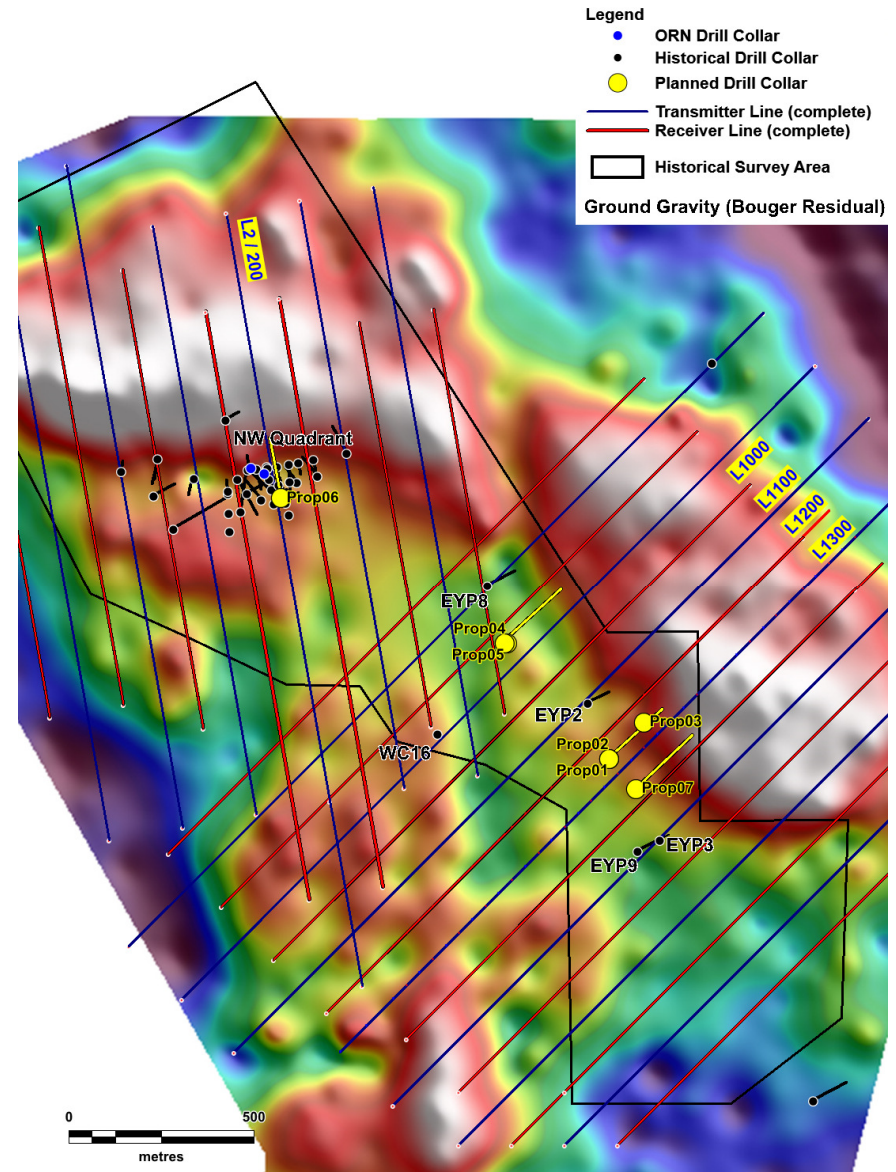 Legend
ORN Drill Collar
Historical Drill Collar
Planned Drill Collar
Transmitter Line (complete)
Receiver Line (complete)
Historical Survey Area
Ground Gravity (Bouger Residual)
L2 / 200
NW Quadrant
Prop06
L1000
L1100
L1200
L1300
EYP8
Prop04
Prop05
EYP2
Prop03
WC16
Prop02
Prop01
Prop07
EYP3
EYP9
0 500
metres